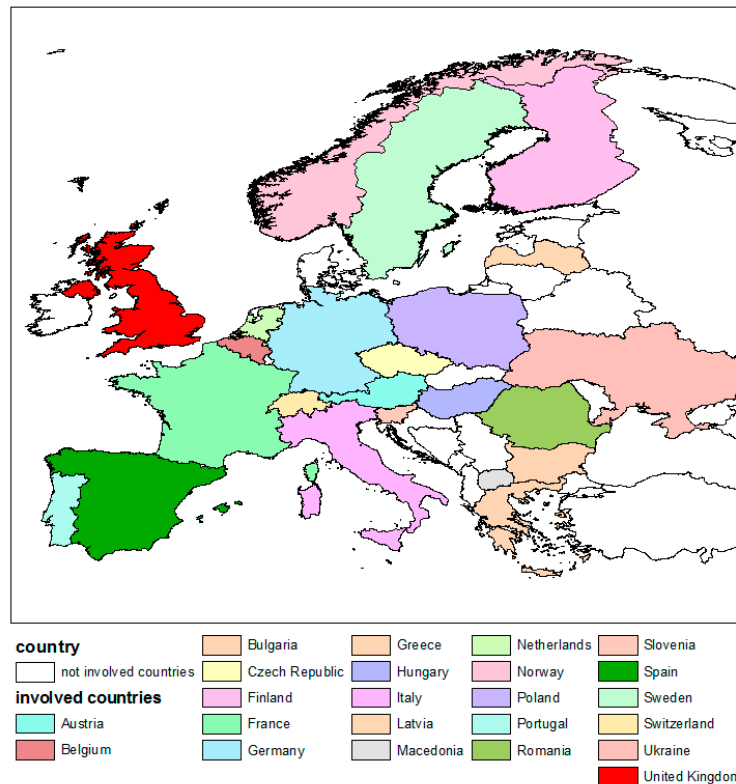 country
not involved countries
involved countries
Austria
Belgium
Bulgaria
Czech Republic
Finland
France
Germany
Greece
Hungary
Italy
Latvia
Macedonia
Netherlands
Norway
Poland
Portugal
Romania
Slovenia
Spain
Sweden
Switzerland
Ukraine
United Kingdom